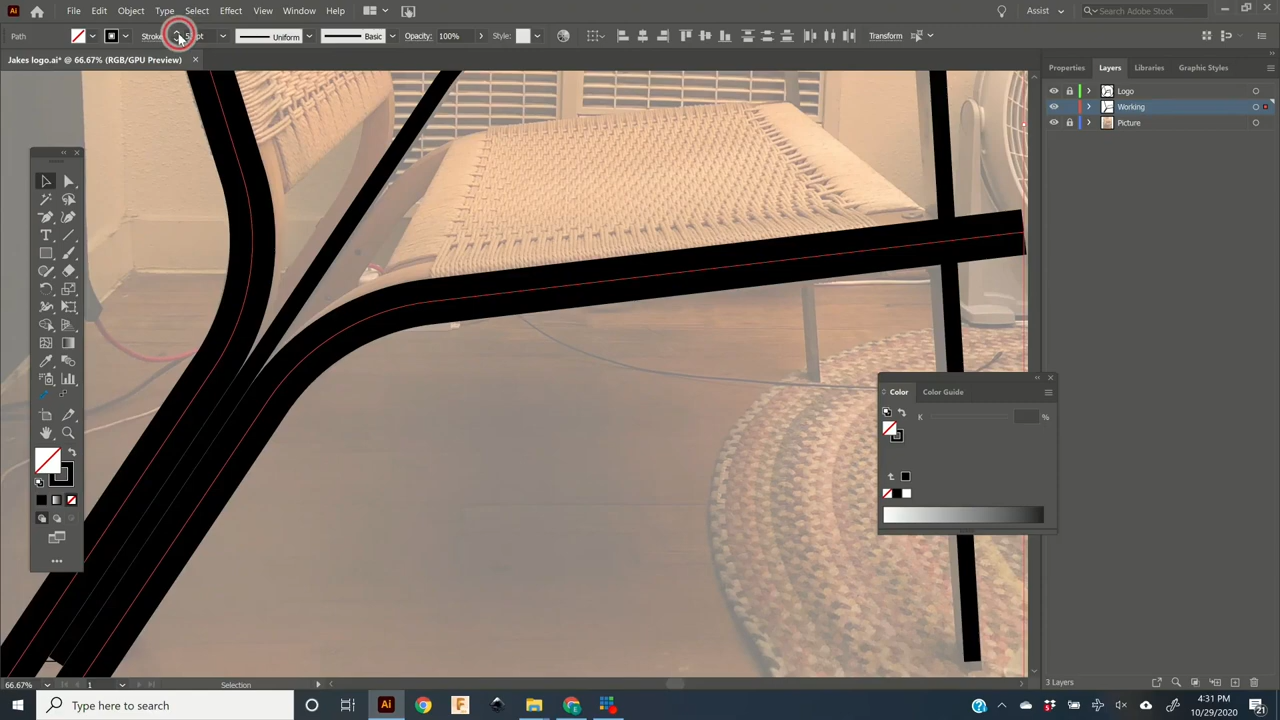 Ai File Edit Object Type Select Effect View Window Help Assist Search Adobe Stock
Path Stroke pt Uniform Basic Opacity: 100% Style: Transform
Jakes logo.ai* @ 66.67% (RGB/GPU Preview)
Properties Layers Libraries Graphic Styles
Logo
Working
Picture
Color Color Guide
K %
66.67% 1 Selection
3 Layers
Type here to search
Ai
4:31 PM
10/29/2020